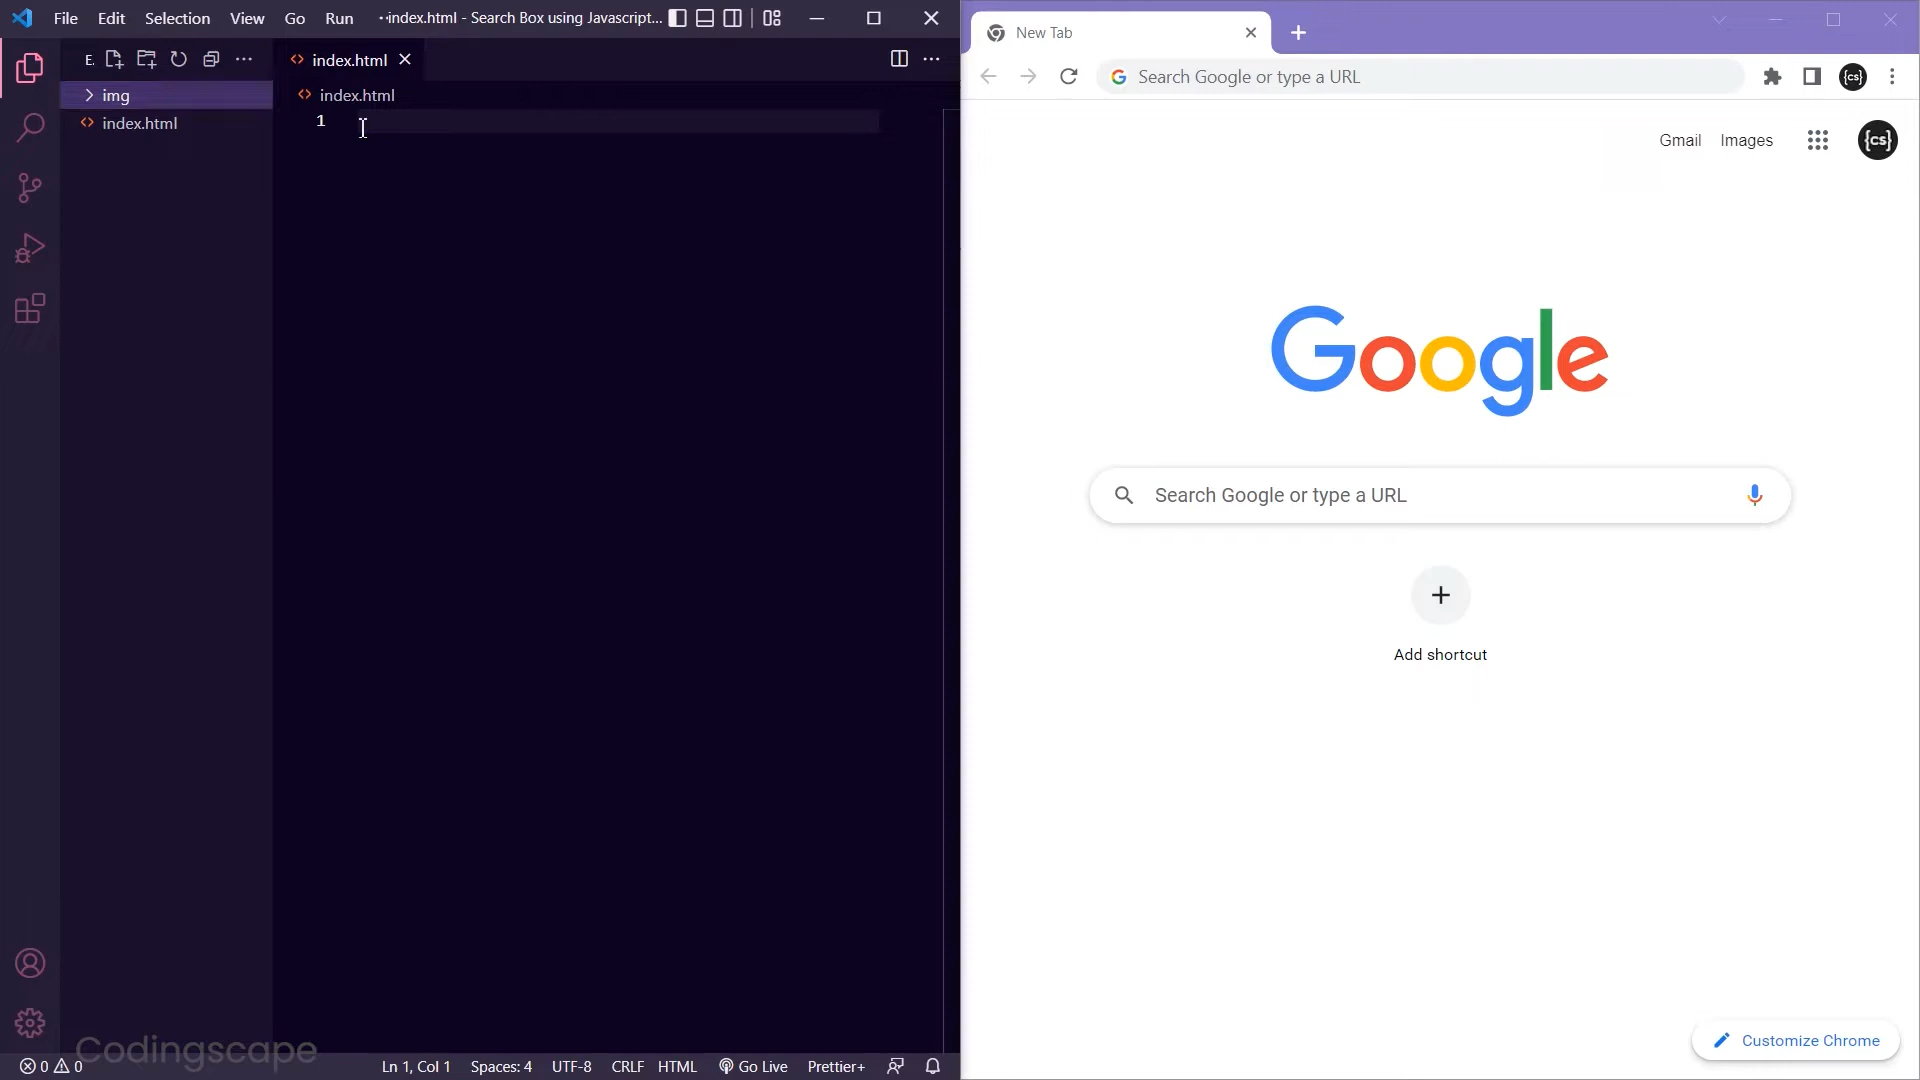 File Edit Selection View Go Run
•index.html - Search Box using Javascript...
E.
img
index.html
index.html
index.html
1
Codingscape
0 0
Ln 1, Col 1 Spaces: 4 UTF-8 CRLF HTML Go Live Prettier+
New Tab
Search Google or type a URL
{cs}
Gmail Images
{cs}
Google
Search Google or type a URL
Add shortcut
Customize Chrome